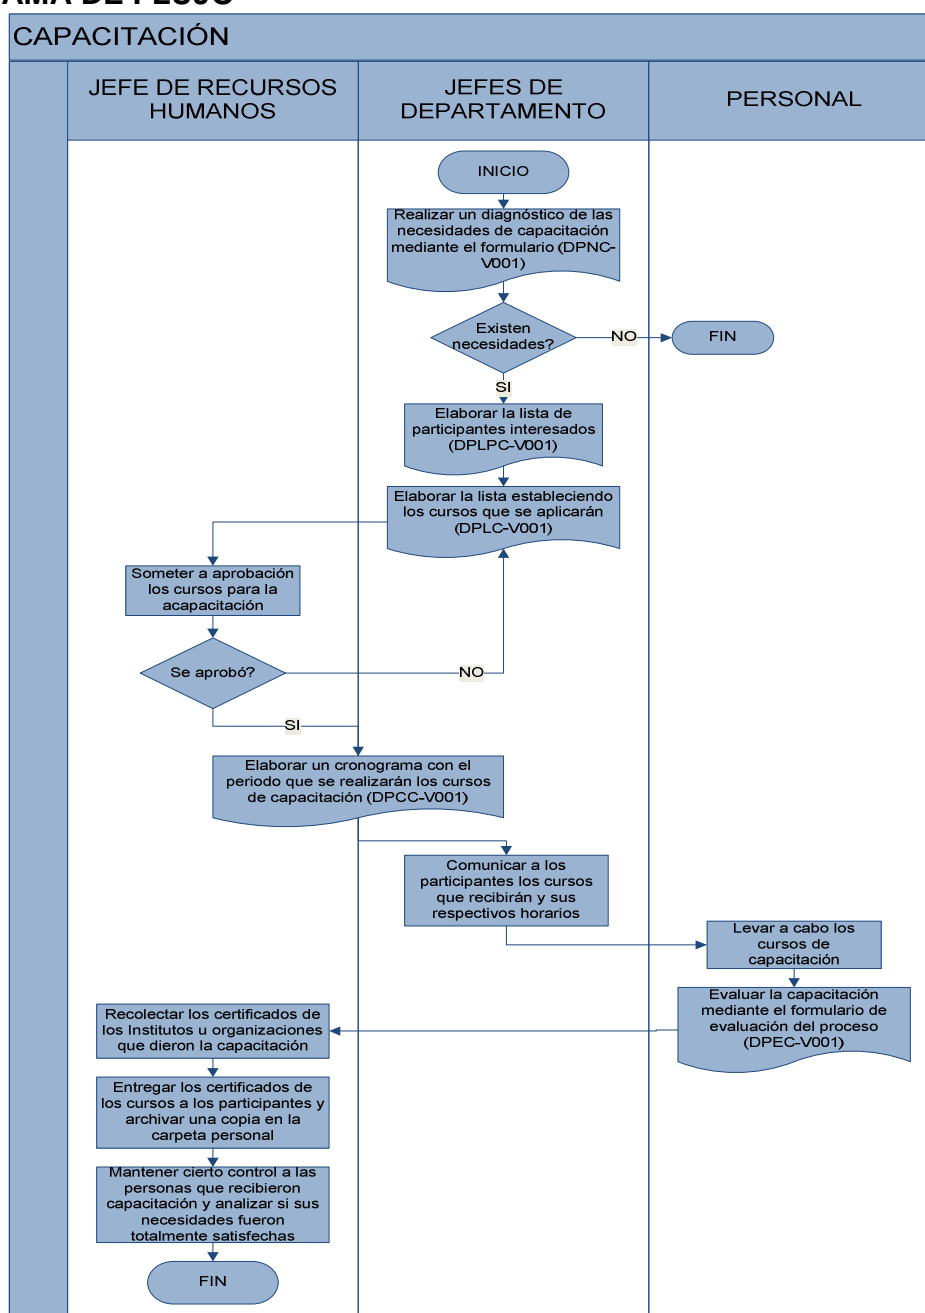 AMA DE FLUJO
CAPACITACIÓN
JEFE DE RECURSOS
HUMANOS
JEFES DE
DEPARTAMENTO
PERSONAL
INICIO
Realizar un diagnóstico de las
necesidades de capacitación
mediante el formulario (DPNC-
V001)
Existen
necesidades?
NO
FIN
SI
Elaborar la lista de
participantes interesados
(DPLPC-V001)
Elaborar la lista estableciendo
los cursos que se aplicarán
(DPLC-V001)
Someter a aprobación
los cursos para la
acapacitación
Se aprobó?
NO
SI
Elaborar un cronograma con el
periodo que se realizarán los cursos
de capacitación (DPCC-V001)
Comunicar a los
participantes los cursos
que recibirán y sus
respectivos horarios
Levar a cabo los
cursos de
capacitación
Evaluar la capacitación
mediante el formulario de
evaluación del proceso
(DPEC-V001)
Recolectar los certificados de
los Institutos u organizaciones
que dieron la capacitación
Entregar los certificados de
los cursos a los participantes y
archivar una copia en la
carpeta personal
Mantener cierto control a las
personas que recibieron
capacitación y analizar si sus
necesidades fueron
totalmente satisfechas
FIN